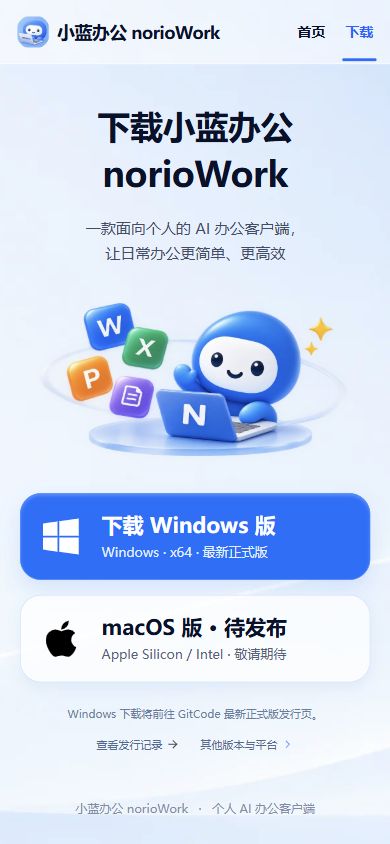 小蓝办公 norioWork
首页
下载
下载小蓝办公
norioWork
一款面向个人的 AI 办公客户端，
让日常办公更简单、更高效
W
X
P
N
下载 Windows 版
Windows · x64 · 最新正式版
macOS 版 · 待发布
Apple Silicon / Intel · 敬请期待
Windows 下载将前往 GitCode 最新正式版发行页。
查看发行记录 →
其他版本与平台 >
小蓝办公 norioWork · 个人 AI 办公客户端